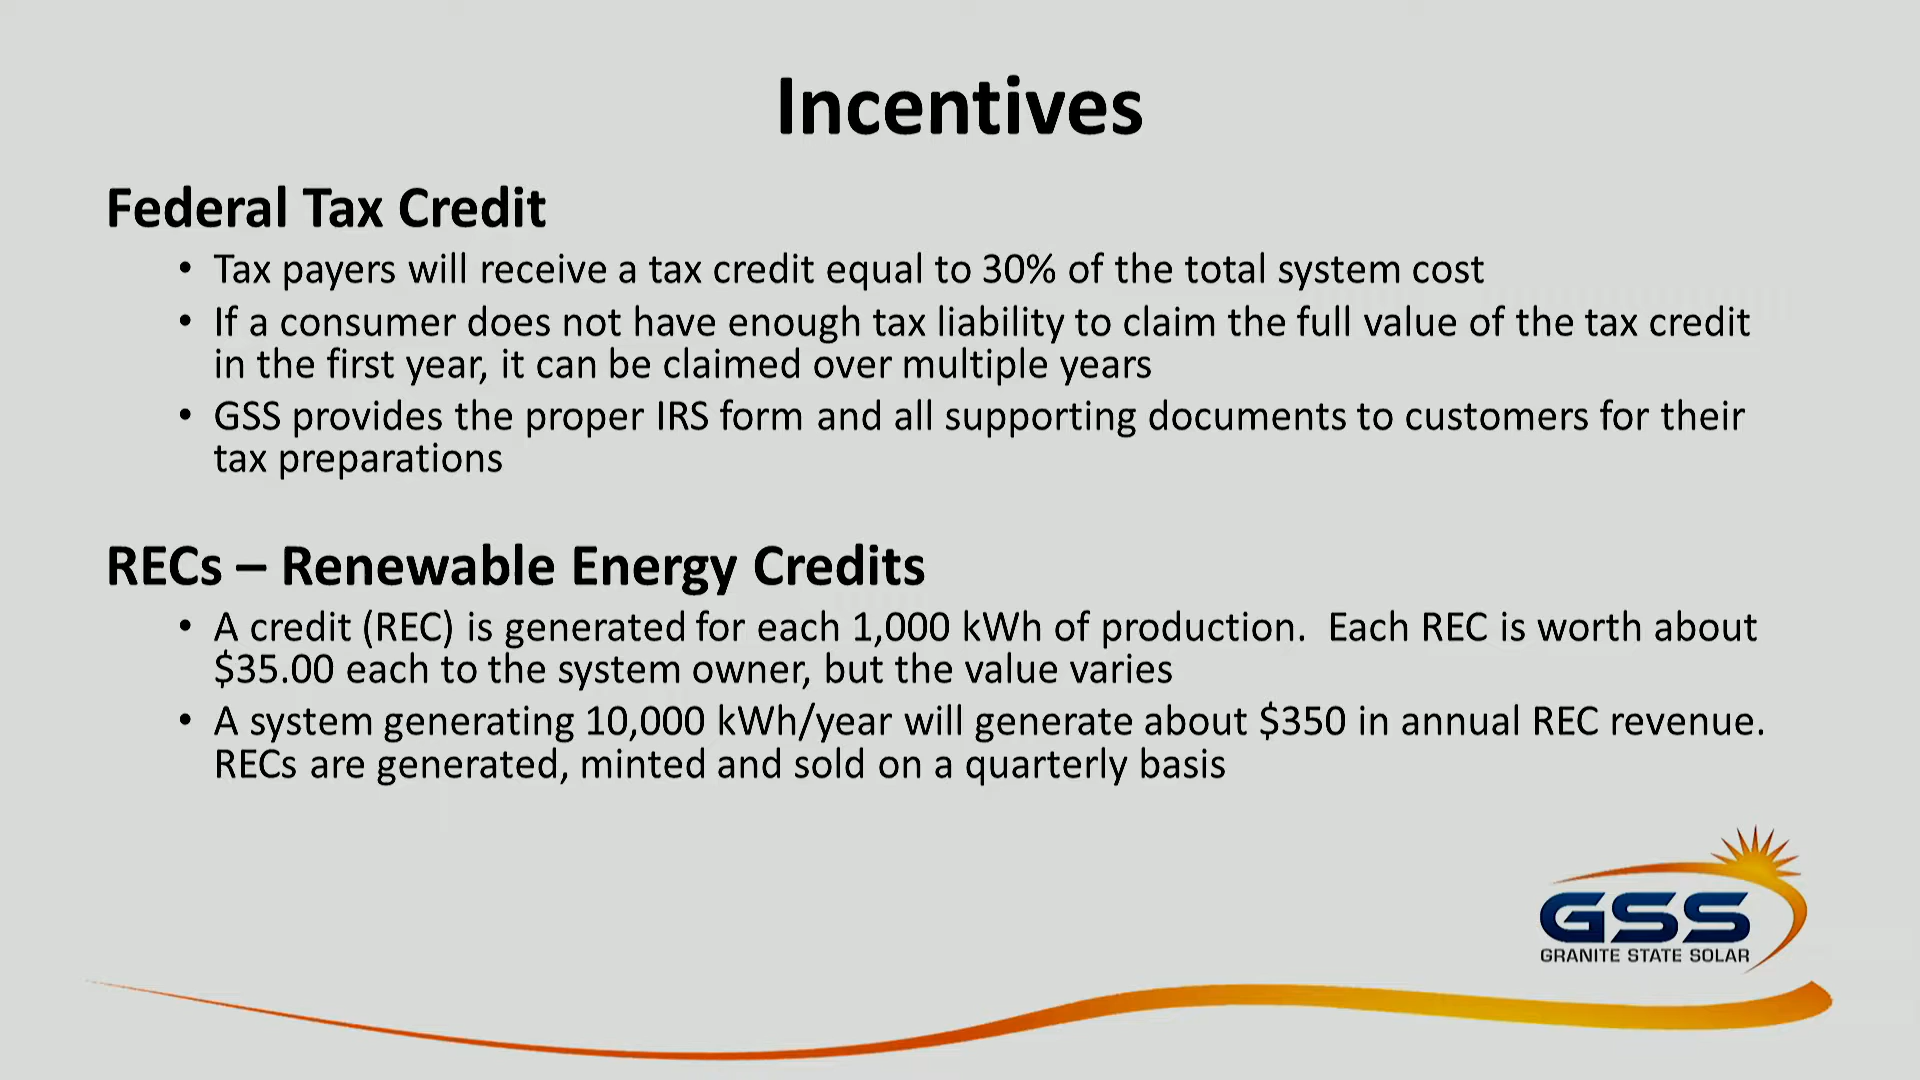 Incentives
Federal Tax Credit
• Tax payers will receive a tax credit equal to 30% of the total system cost
• If a consumer does not have enough tax liability to claim the full value of the tax credit
in the first year, it can be claimed over multiple years
• GSS provides the proper IRS form and all supporting documents to customers for their
tax preparations
RECs – Renewable Energy Credits
• A credit (REC) is generated for each 1,000 kWh of production.  Each REC is worth about
$35.00 each to the system owner, but the value varies
• A system generating 10,000 kWh/year will generate about $350 in annual REC revenue.
RECs are generated, minted and sold on a quarterly basis
GSS
GRANITE STATE SOLAR